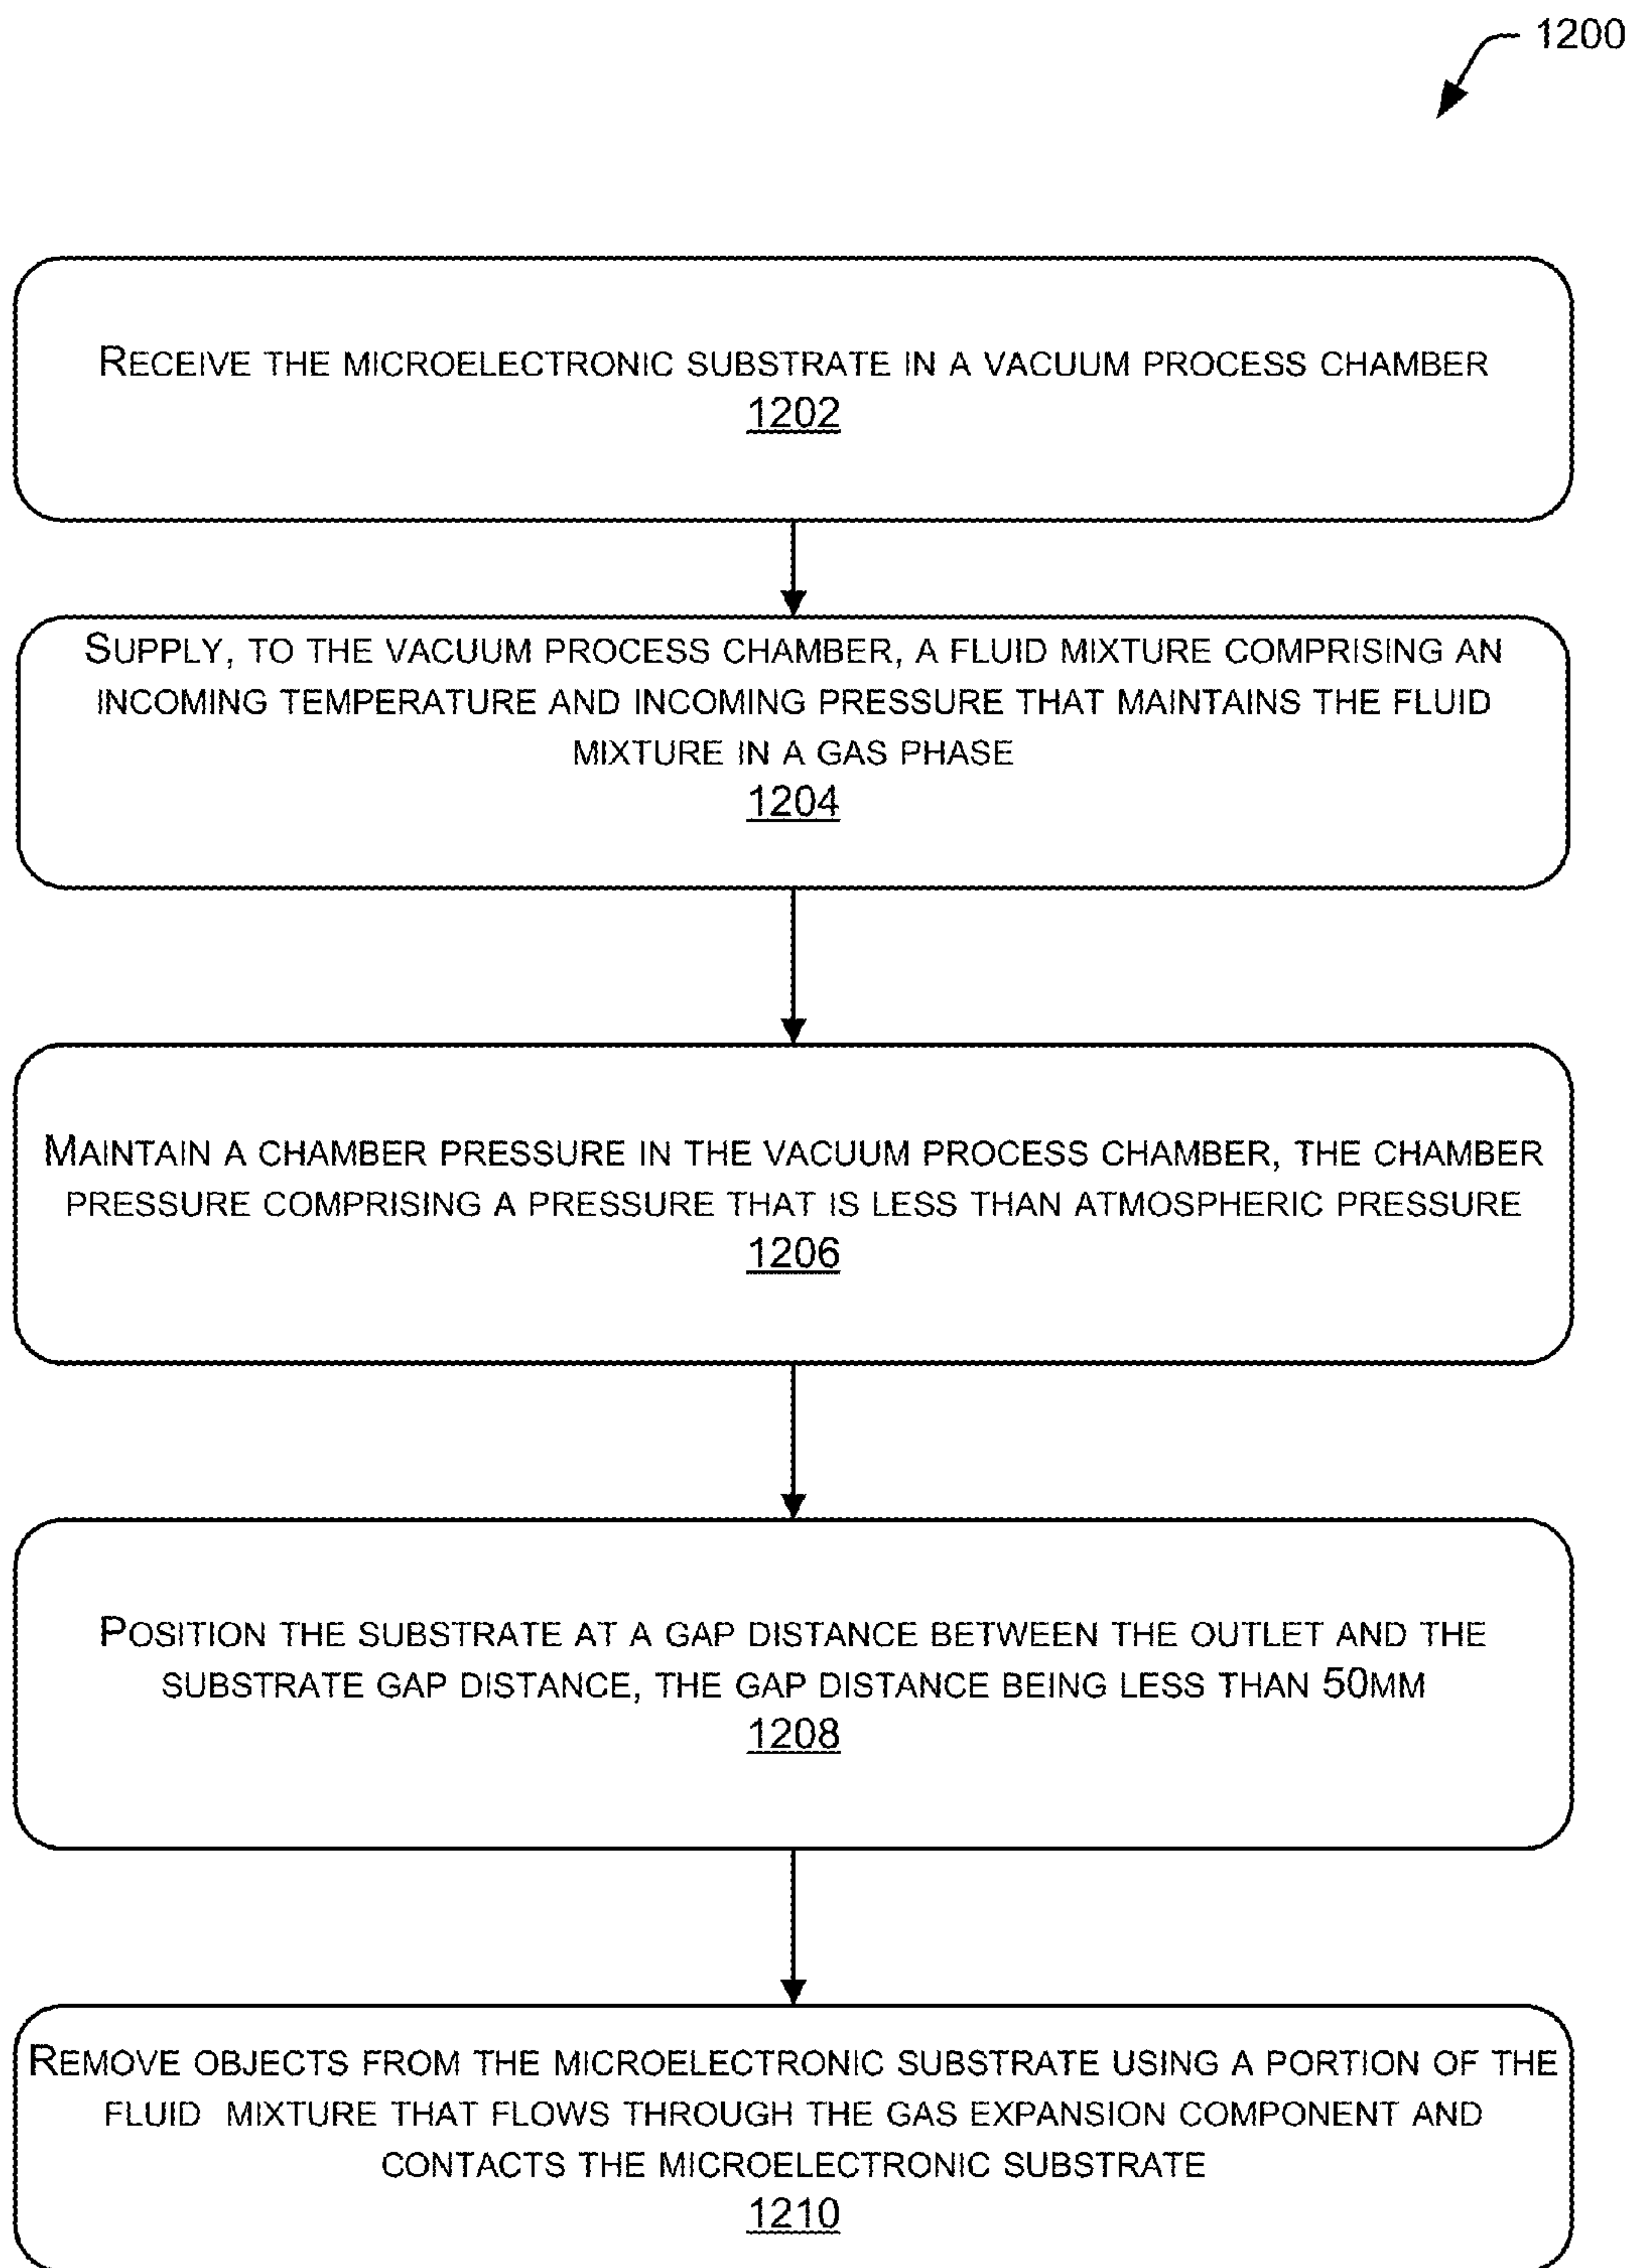 1200
RECEIVE THE MICROELECTRONIC SUBSTRATE IN A VACUUM PROCESS CHAMBER
1202
SUPPLY, TO THE VACUUM PROCESS CHAMBER, A FLUID MIXTURE COMPRISING AN
INCOMING TEMPERATURE AND INCOMING PRESSURE THAT MAINTAINS THE FLUID
MIXTURE IN A GAS PHASE
1204
MAINTAIN A CHAMBER PRESSURE IN THE VACUUM PROCESS CHAMBER, THE CHAMBER
PRESSURE COMPRISING A PRESSURE THAT IS LESS THAN ATMOSPHERIC PRESSURE
1206
POSITION THE SUBSTRATE AT A GAP DISTANCE BETWEEN THE OUTLET AND THE
SUBSTRATE GAP DISTANCE, THE GAP DISTANCE BEING LESS THAN 50MM
1208
REMOVE OBJECTS FROM THE MICROELECTRONIC SUBSTRATE USING A PORTION OF THE
FLUID MIXTURE THAT FLOWS THROUGH THE GAS EXPANSION COMPONENT AND
CONTACTS THE MICROELECTRONIC SUBSTRATE
1210